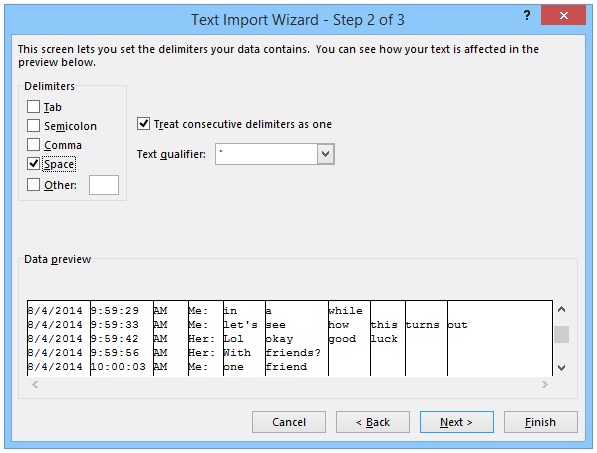 Text Import Wizard - Step 2 of 3
? ×
This screen lets you set the delimiters your data contains. You can see how your text is affected in the
preview below.
Delimiters
Tab
Semicolon
Comma
Space
Other:
Treat consecutive delimiters as one
Text qualifier: "
Data preview
8/4/2014 9:59:29 AM Me: in a while
8/4/2014 9:59:33 AM Me: let's see how this turns out
8/4/2014 9:59:42 AM Her: Lol okay good luck
8/4/2014 9:59:56 AM Her: With friends?
8/4/2014 10:00:03 AM Me: one friend
Cancel < Back Next > Finish